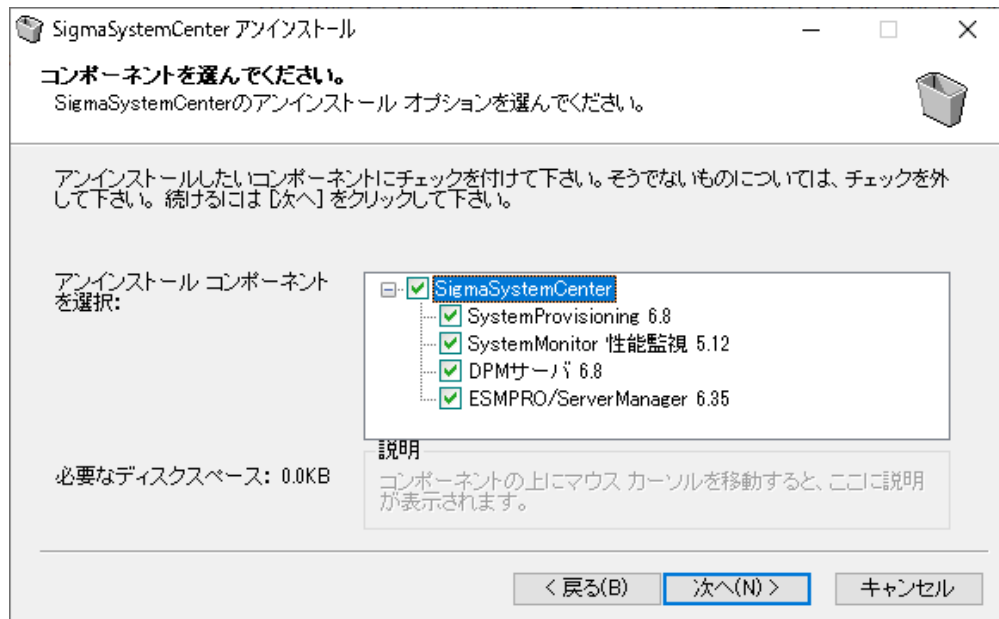 SigmaSystemCenter アンインストール
コンポーネントを選んでください。
SigmaSystemCenterのアンインストール オプションを選んでください。
アンインストールしたいコンポーネントにチェックを付けて下さい。そうでないものについては、チェックを外
して下さい。続けるには [次へ] をクリックして下さい。
アンインストール コンポーネント
を選択:
SigmaSystemCenter
SystemProvisioning 6.8
SystemMonitor 性能監視 5.12
DPMサーバ 6.8
ESMPRO/ServerManager 6.35
必要なディスクスペース: 0.0KB
説明
コンポーネントの上にマウス カーソルを移動すると、ここに説明
が表示されます。
< 戻る(B)
次へ(N) >
キャンセル